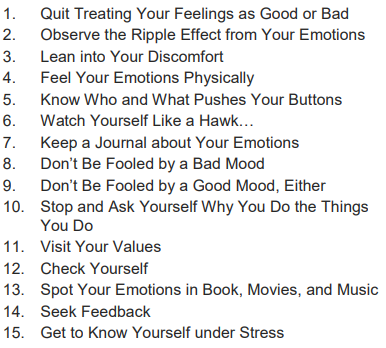 1. Quit Treating Your Feelings as Good or Bad
2. Observe the Ripple Effect from Your Emotions
3. Lean into Your Discomfort
4. Feel Your Emotions Physically
5. Know Who and What Pushes Your Buttons
6. Watch Yourself Like a Hawk…
7. Keep a Journal about Your Emotions
8. Don’t Be Fooled by a Bad Mood
9. Don’t Be Fooled by a Good Mood, Either
10. Stop and Ask Yourself Why You Do the Things
You Do
11. Visit Your Values
12. Check Yourself
13. Spot Your Emotions in Book, Movies, and Music
14. Seek Feedback
15. Get to Know Yourself under Stress